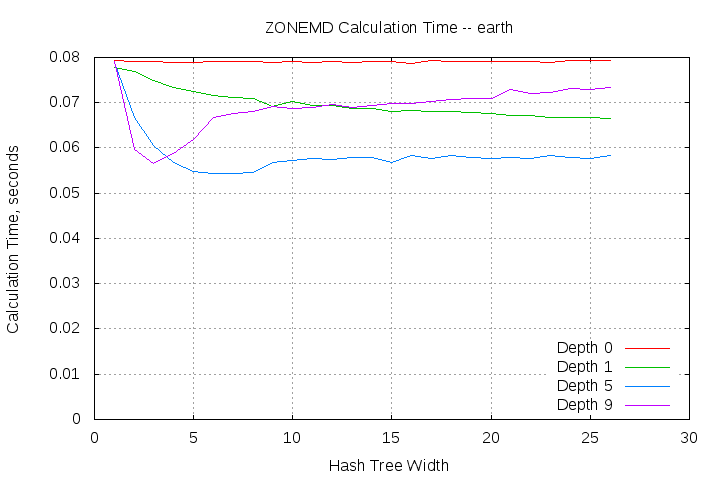 ZONEMD Calculation Time -- earth
0.08
0.07
0.06
0.05
0.04
0.03
0.02
0.01
0
Calculation Time, seconds
Depth 0
Depth 1
Depth 5
Depth 9
0 5 10 15 20 25 30
Hash Tree Width